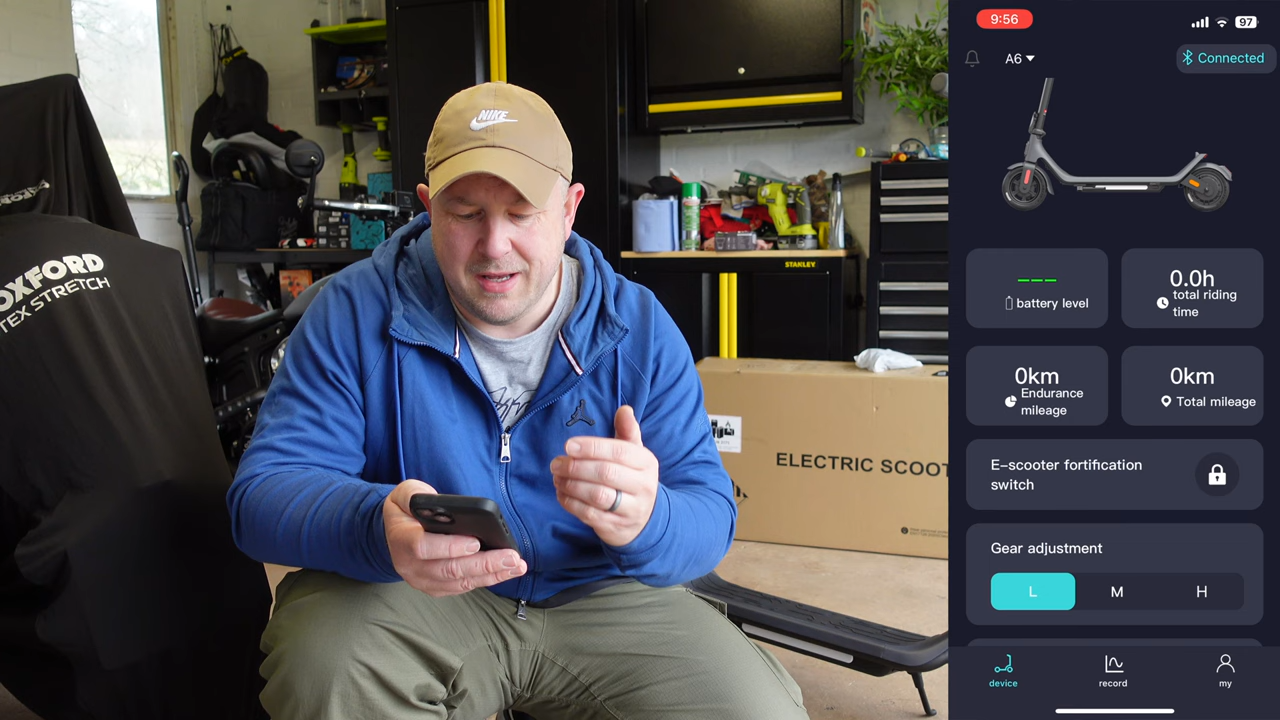 NIKE
OXFORD
TEX STRETCH
STANLEY
ELECTRIC SCOOT
9:56
97
A6
Connected
---
battery level
0.0h
total riding
time
0km
Endurance
mileage
0km
Total mileage
E-scooter fortification
switch
Gear adjustment
L M H
device record my